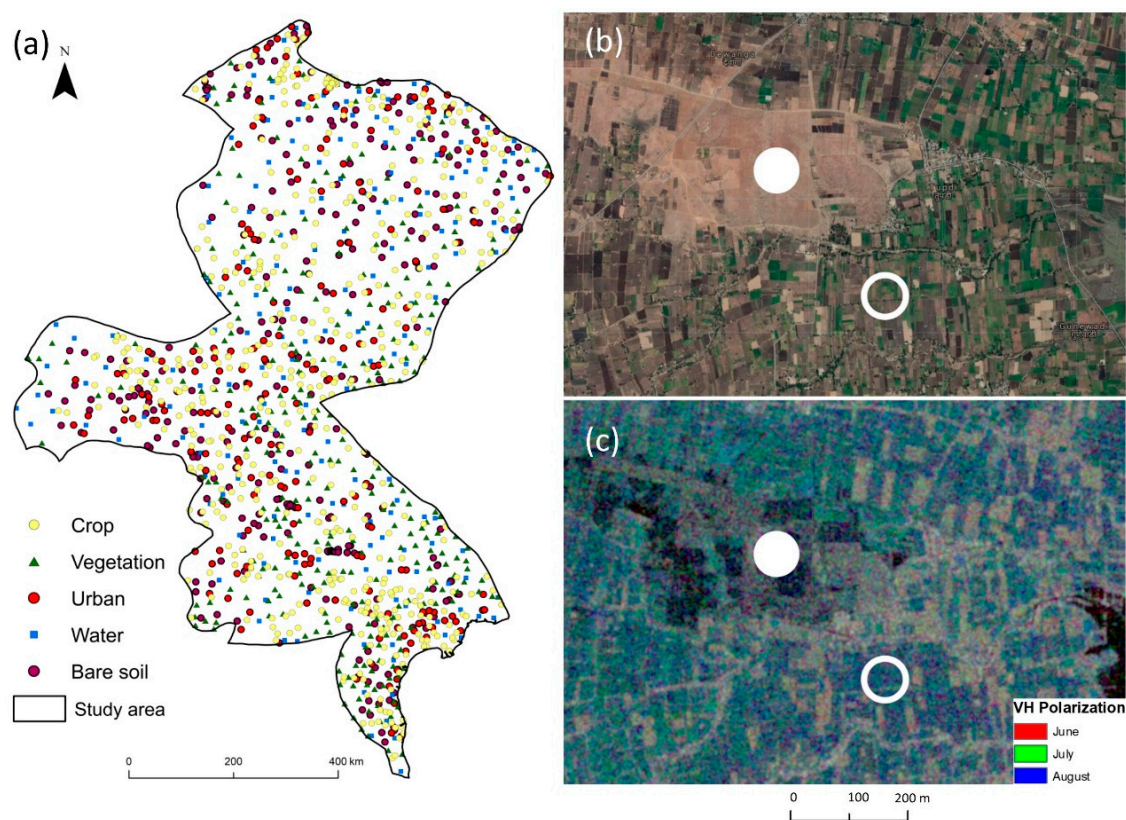 (a)
N
Crop
Vegetation
Urban
Water
Bare soil
Study area
0 200 400 km
(b)
(c)
VH Polarization
June
July
August
0 100 200 m